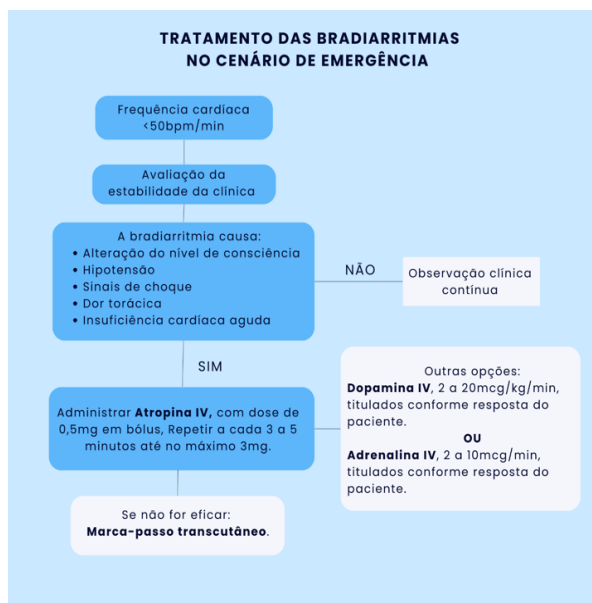 TRATAMENTO DAS BRADIARRITMIAS
NO CENÁRIO DE EMERGÊNCIA
Frequência cardíaca
<50bpm/min
Avaliação da
estabilidade da clínica
A bradiarritmia causa:
• Alteração do nível de consciência
• Hipotensão
• Sinais de choque
• Dor torácica
• Insuficiência cardíaca aguda
NÃO
Observação clínica
contínua
SIM
Administrar Atropina IV, com dose de
0,5mg em bólus, Repetir a cada 3 a 5
minutos até no máximo 3mg.
Outras opções:
Dopamina IV, 2 a 20mcg/kg/min,
titulados conforme resposta do
paciente.
OU
Adrenalina IV, 2 a 10mcg/min,
titulados conforme resposta do
paciente.
Se não for eficar:
Marca-passo transcutâneo.